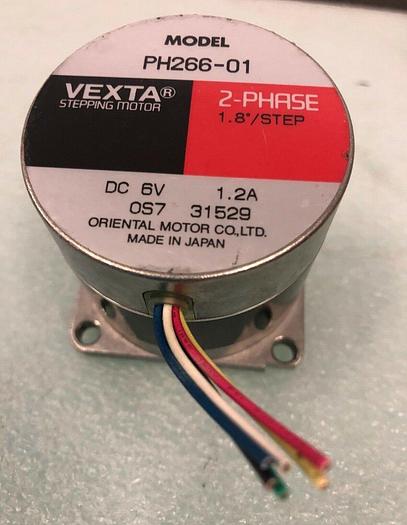 MODEL
PH266-01
VEXTA®
STEPPING MOTOR
2-PHASE
1.8°/STEP
DC 6V 1.2A
0S7 31529
ORIENTAL MOTOR CO.,LTD.
MADE IN JAPAN